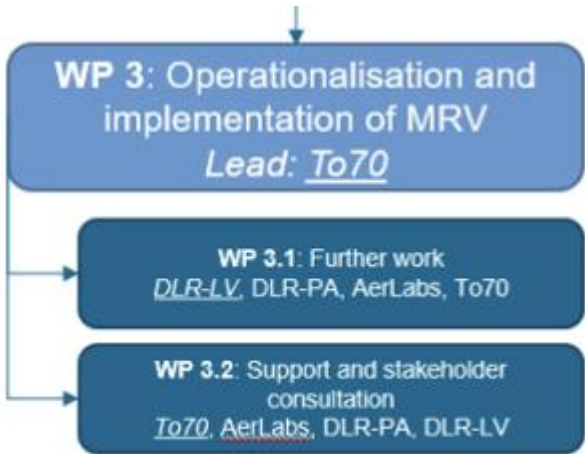 WP 3: Operationalisation and
implementation of MRV
Lead: To70
WP 3.1: Further work
DLR-LV, DLR-PA, AerLabs, To70
WP 3.2: Support and stakeholder
consultation
To70, AerLabs, DLR-PA, DLR-LV